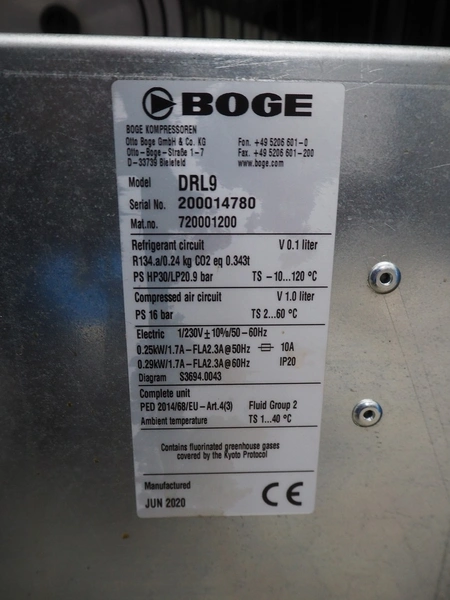 BOGE
BOGE KOMPRESSOREN
Otto Boge GmbH & Co. KG Fon. +49 5206 601-0
Otto-Boge-Straße 1-7 Fax. +49 5206 601-200
D-33739 Bielefeld www.boge.com
Model DRL9
Serial No. 200014780
Mat.no. 720001200
Refrigerant circuit V 0.1 liter
R134.a/0.24 kg CO2 eq 0.343t
PS HP30/LP20.9 bar TS -10...120 °C
Compressed air circuit V 1.0 liter
PS 16 bar TS 2...60 °C
Electric 1/230V±10%/50-60Hz
0.25kW/1.7A-FLA2.3A@50Hz 10A
0.29kW/1.7A-FLA2.3A@60Hz IP20
Diagram S3694.0043
Complete unit
PED 2014/68/EU-Art.4(3) Fluid Group 2
Ambient temperature TS 1...40 °C
Contains fluorinated greenhouse gases
covered by the Kyoto Protocol
Manufactured
JUN 2020 CE